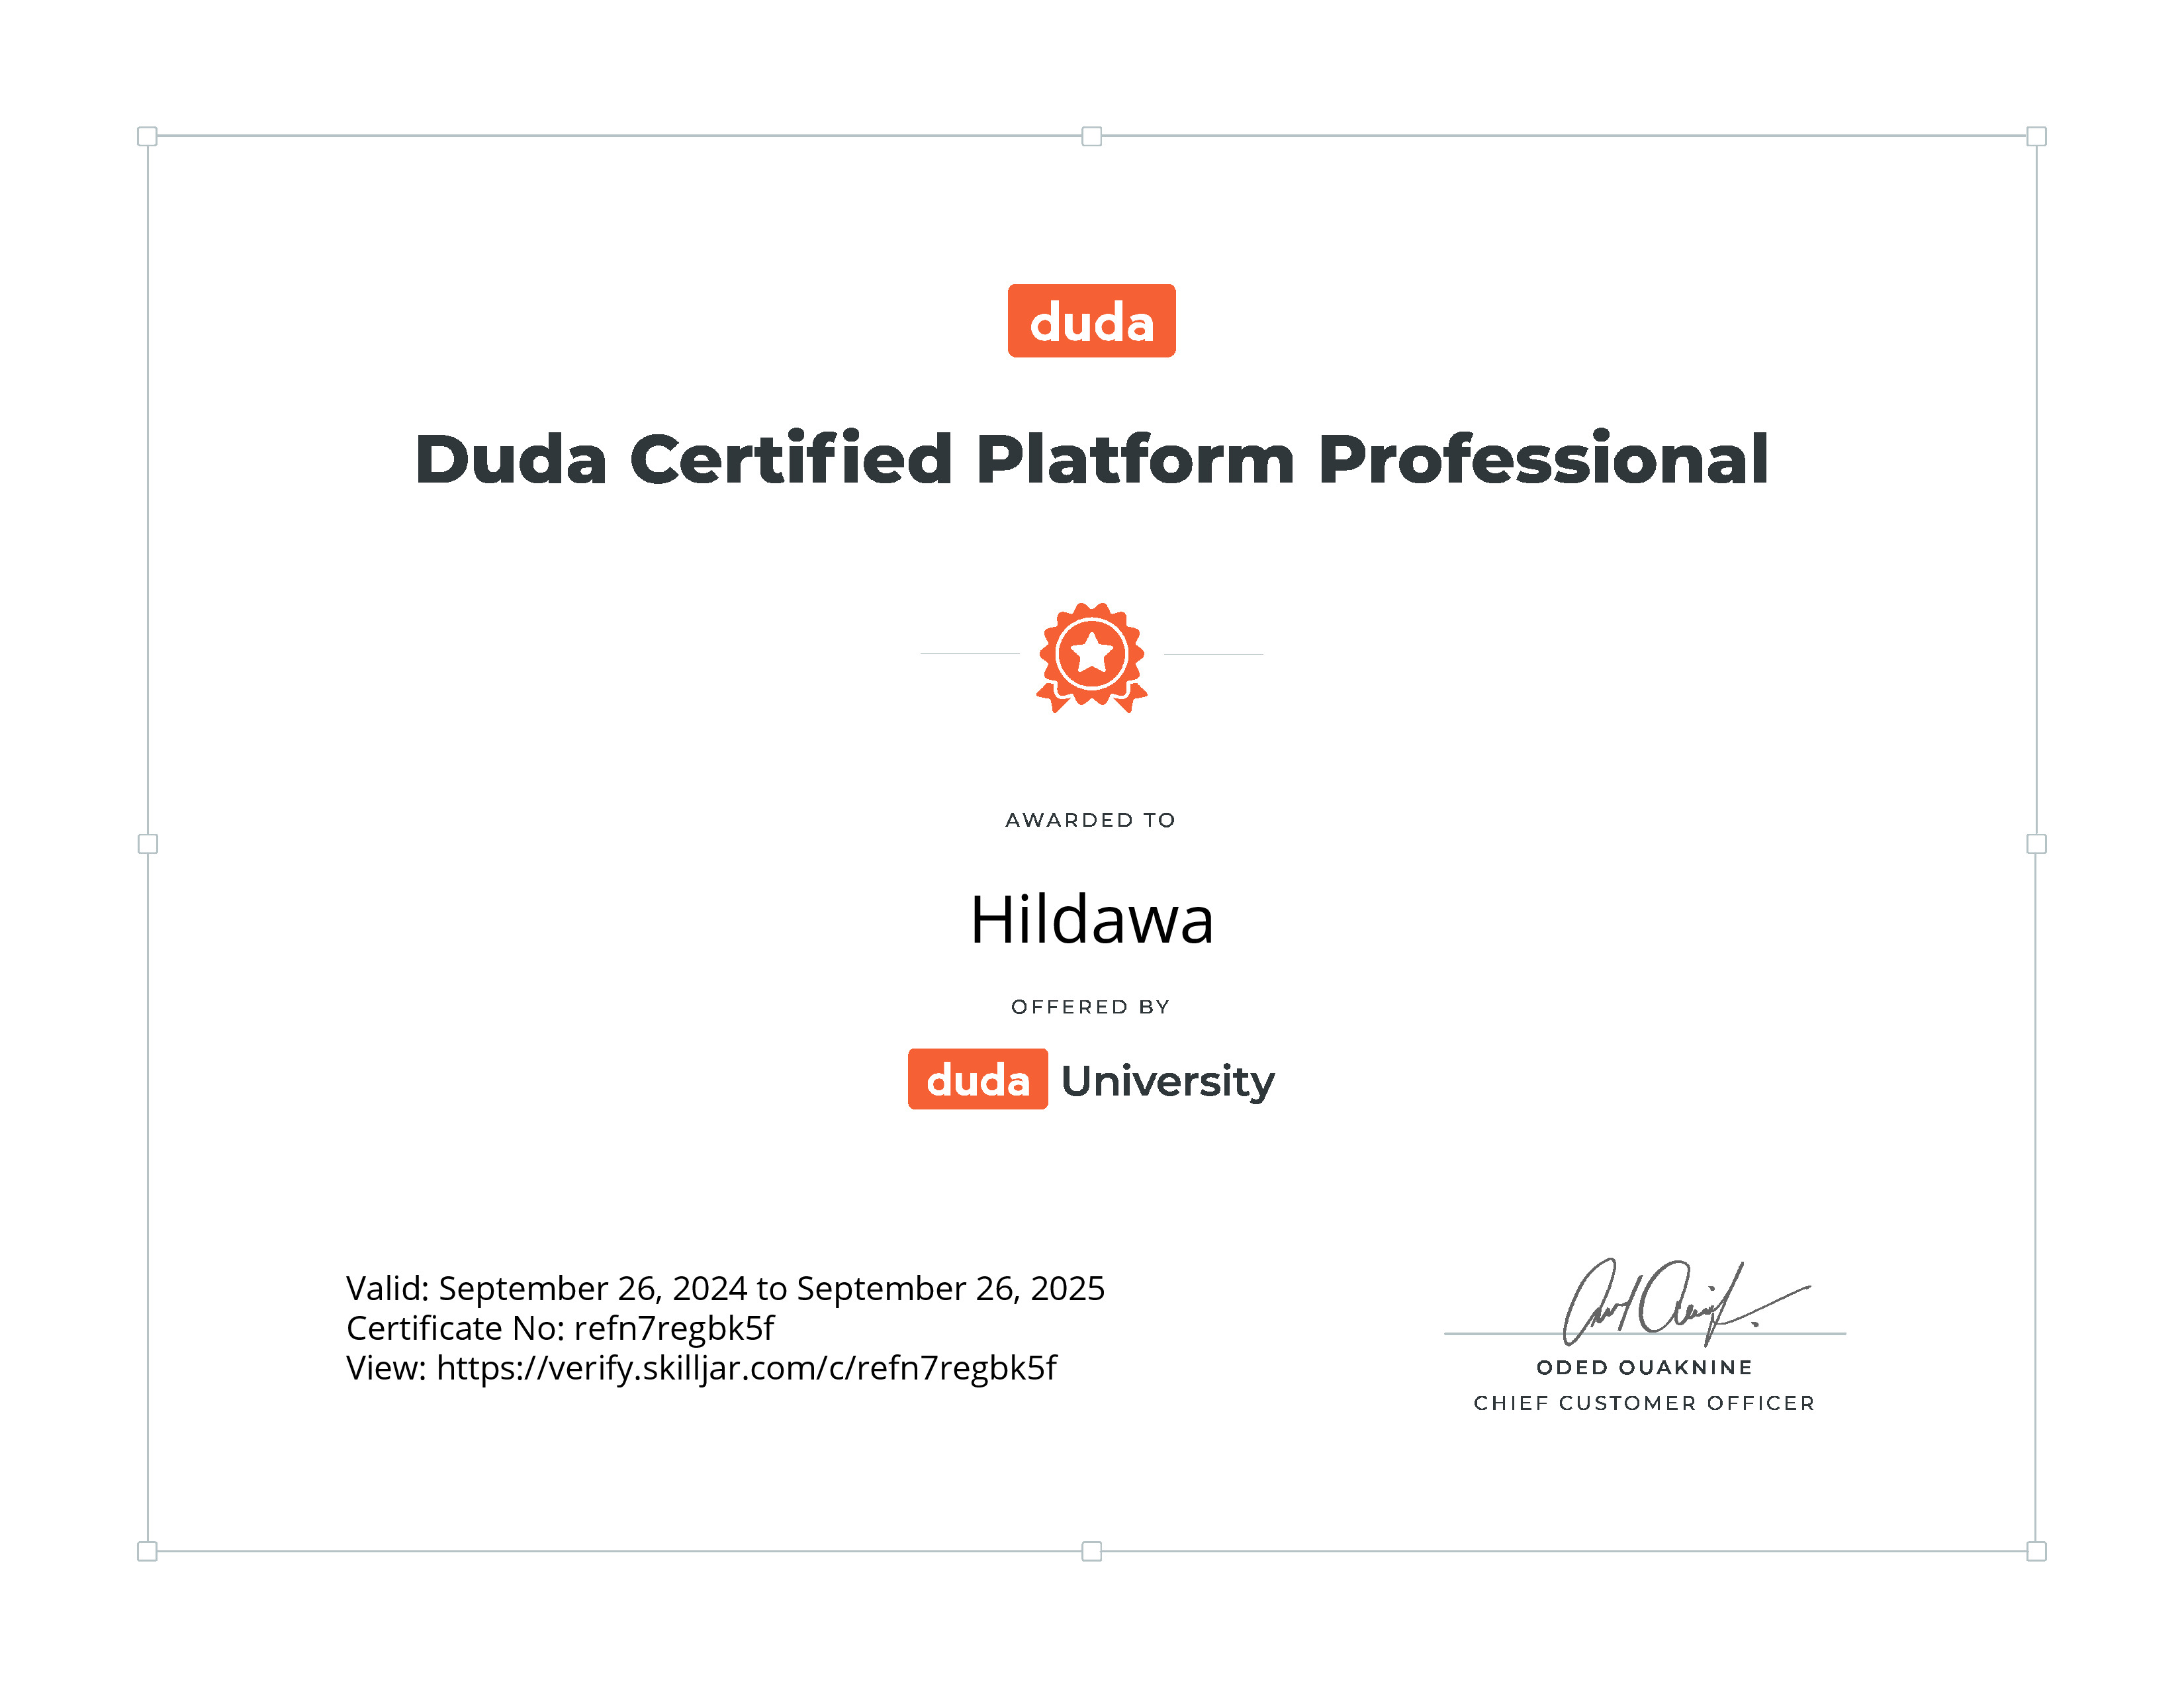 duda
Duda Certified Platform Professional
AWARDED TO
Hildawa
OFFERED BY
duda University
Valid: September 26, 2024 to September 26, 2025
Certificate No: refn7regbk5f
View: https://verify.skilljar.com/c/refn7regbk5f
ODED OUAKNINE
CHIEF CUSTOMER OFFICER